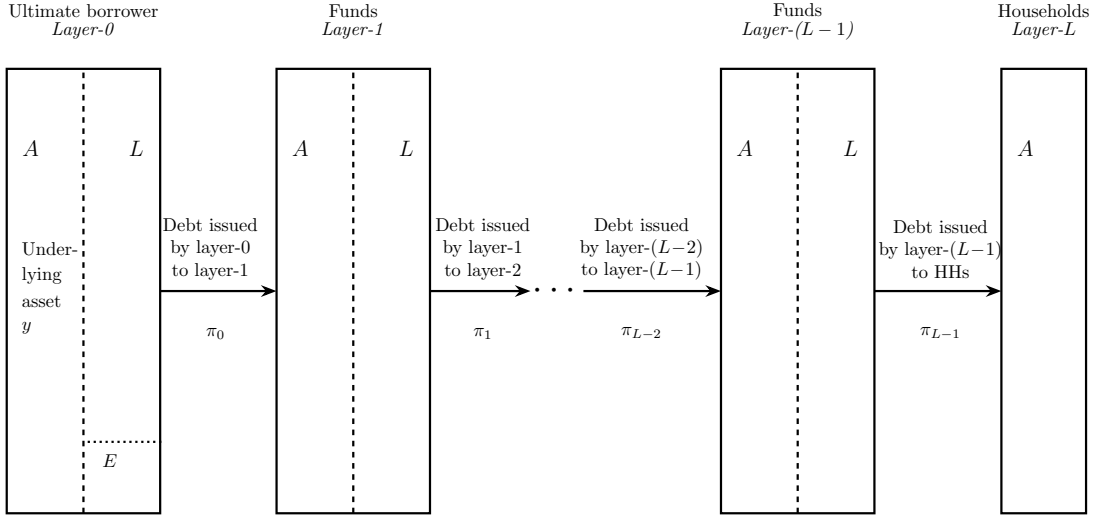 Ultimate borrower
Layer-0
Funds
Layer-1
Funds
Layer-(L − 1)
Households
Layer-L
A
L
A
L
A
L
A
Under-
lying
asset
y
E
Debt issued
by layer-0
to layer-1
π₀
Debt issued
by layer-1
to layer-2
π₁
· · ·
Debt issued
by layer-(L−2)
to layer-(L−1)
π_{L−2}
Debt issued
by layer-(L−1)
to HHs
π_{L−1}